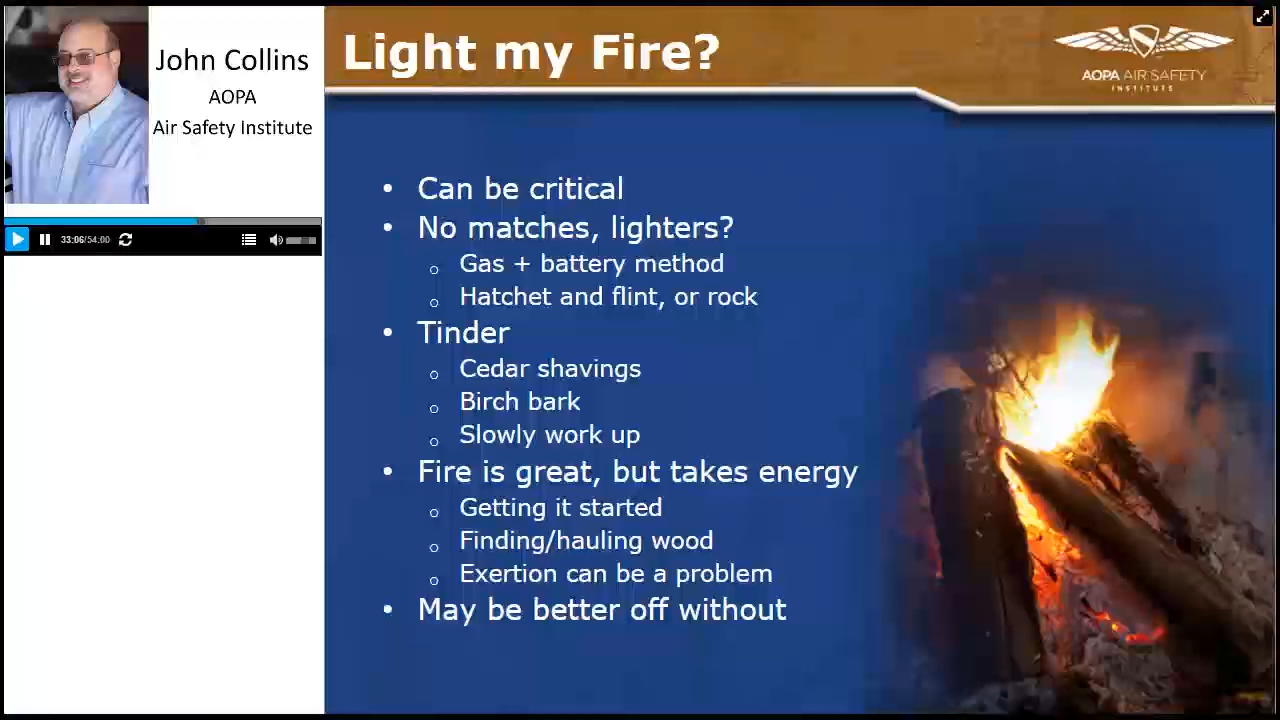 John Collins
AOPA
Air Safety Institute
33:06/54:00
Light my Fire?
AOPA AIR SAFETY
INSTITUTE
• Can be critical
• No matches, lighters?
o Gas + battery method
o Hatchet and flint, or rock
• Tinder
o Cedar shavings
o Birch bark
o Slowly work up
• Fire is great, but takes energy
o Getting it started
o Finding/hauling wood
o Exertion can be a problem
• May be better off without